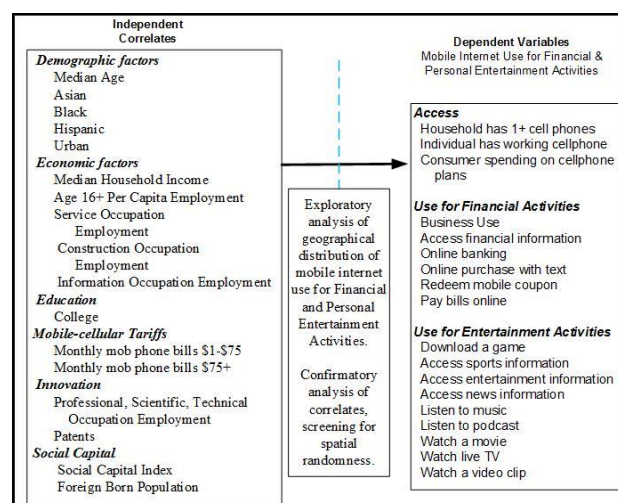 Independent
Correlates
Demographic factors
Median Age
Asian
Black
Hispanic
Urban
Economic factors
Median Household Income
Age 16+ Per Capita Employment
Service Occupation
Employment
Construction Occupation
Employment
Information Occupation Employment
Education
College
Mobile-cellular Tariffs
Monthly mob phone bills $1-$75
Monthly mob phone bills $75+
Innovation
Professional, Scientific, Technical
Occupation Employment
Patents
Social Capital
Social Capital Index
Foreign Born Population
Exploratory
analysis of
geographical
distribution of
mobile internet
use for Financial
and Personal
Entertainment
Activities.
Confirmatory
analysis of
correlates,
screening for
spatial
randomness.
Dependent Variables
Mobile Internet Use for Financial &
Personal Entertainment Activities
Access
Household has 1+ cell phones
Individual has working cellphone
Consumer spending on cellphone
plans
Use for Financial Activities
Business Use
Access financial information
Online banking
Online purchase with text
Redeem mobile coupon
Pay bills online
Use for Entertainment Activities
Download a game
Access sports information
Access entertainment information
Access news information
Listen to music
Listen to podcast
Watch a movie
Watch live TV
Watch a video clip